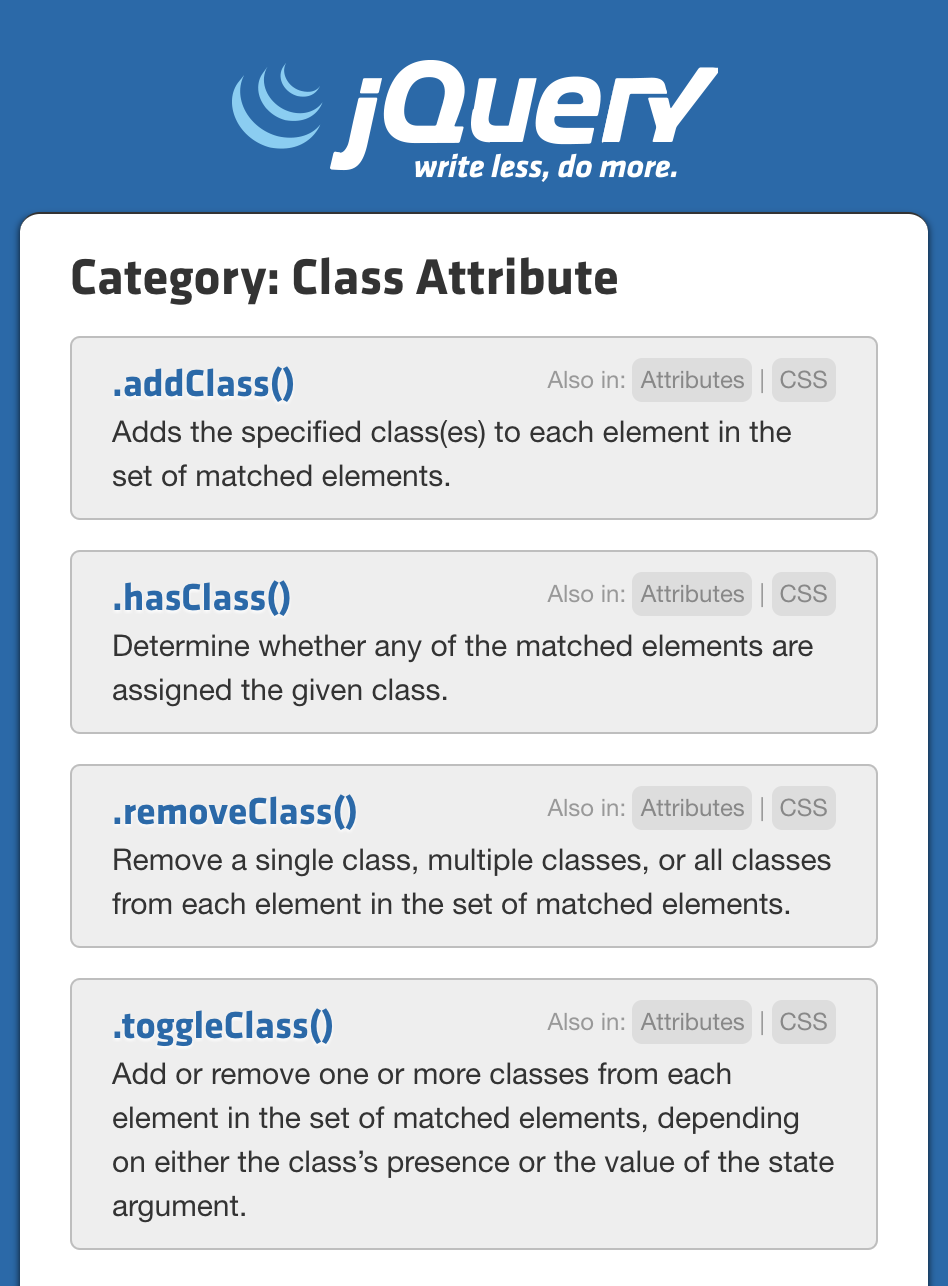 jQuery
write less, do more.
Category: Class Attribute
.addClass()
Also in: Attributes | CSS
Adds the specified class(es) to each element in the
set of matched elements.
.hasClass()
Also in: Attributes | CSS
Determine whether any of the matched elements are
assigned the given class.
.removeClass()
Also in: Attributes | CSS
Remove a single class, multiple classes, or all classes
from each element in the set of matched elements.
.toggleClass()
Also in: Attributes | CSS
Add or remove one or more classes from each
element in the set of matched elements, depending
on either the class’s presence or the value of the state
argument.